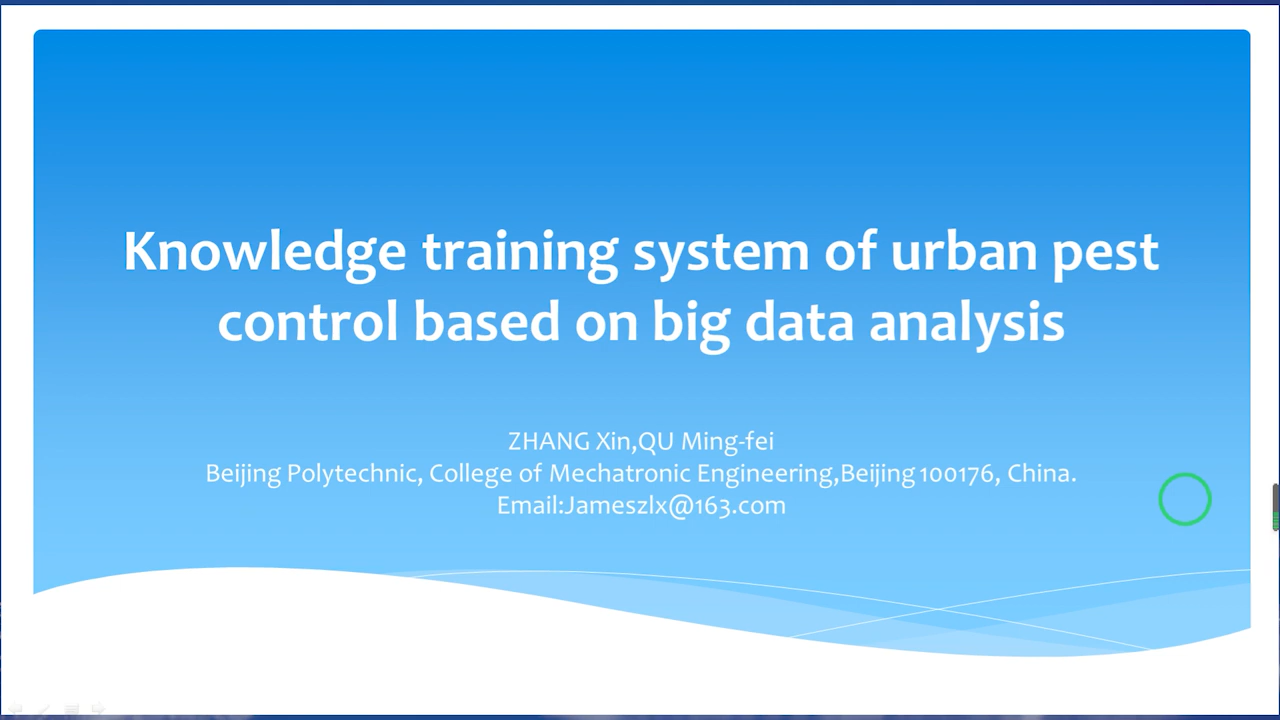 Knowledge training system of urban pest
control based on big data analysis
ZHANG Xin,QU Ming-fei
Beijing Polytechnic, College of Mechatronic Engineering,Beijing 100176, China.
Email:Jameszlx@163.com